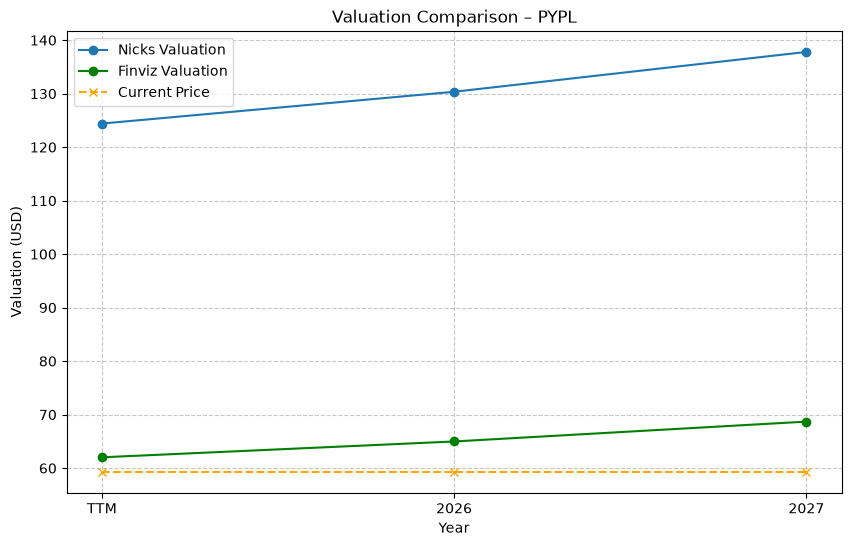 Valuation Comparison – PYPL
Nicks Valuation
Finviz Valuation
Current Price
Valuation (USD)
140
130
120
110
100
90
80
70
60
TTM
2026
2027
Year